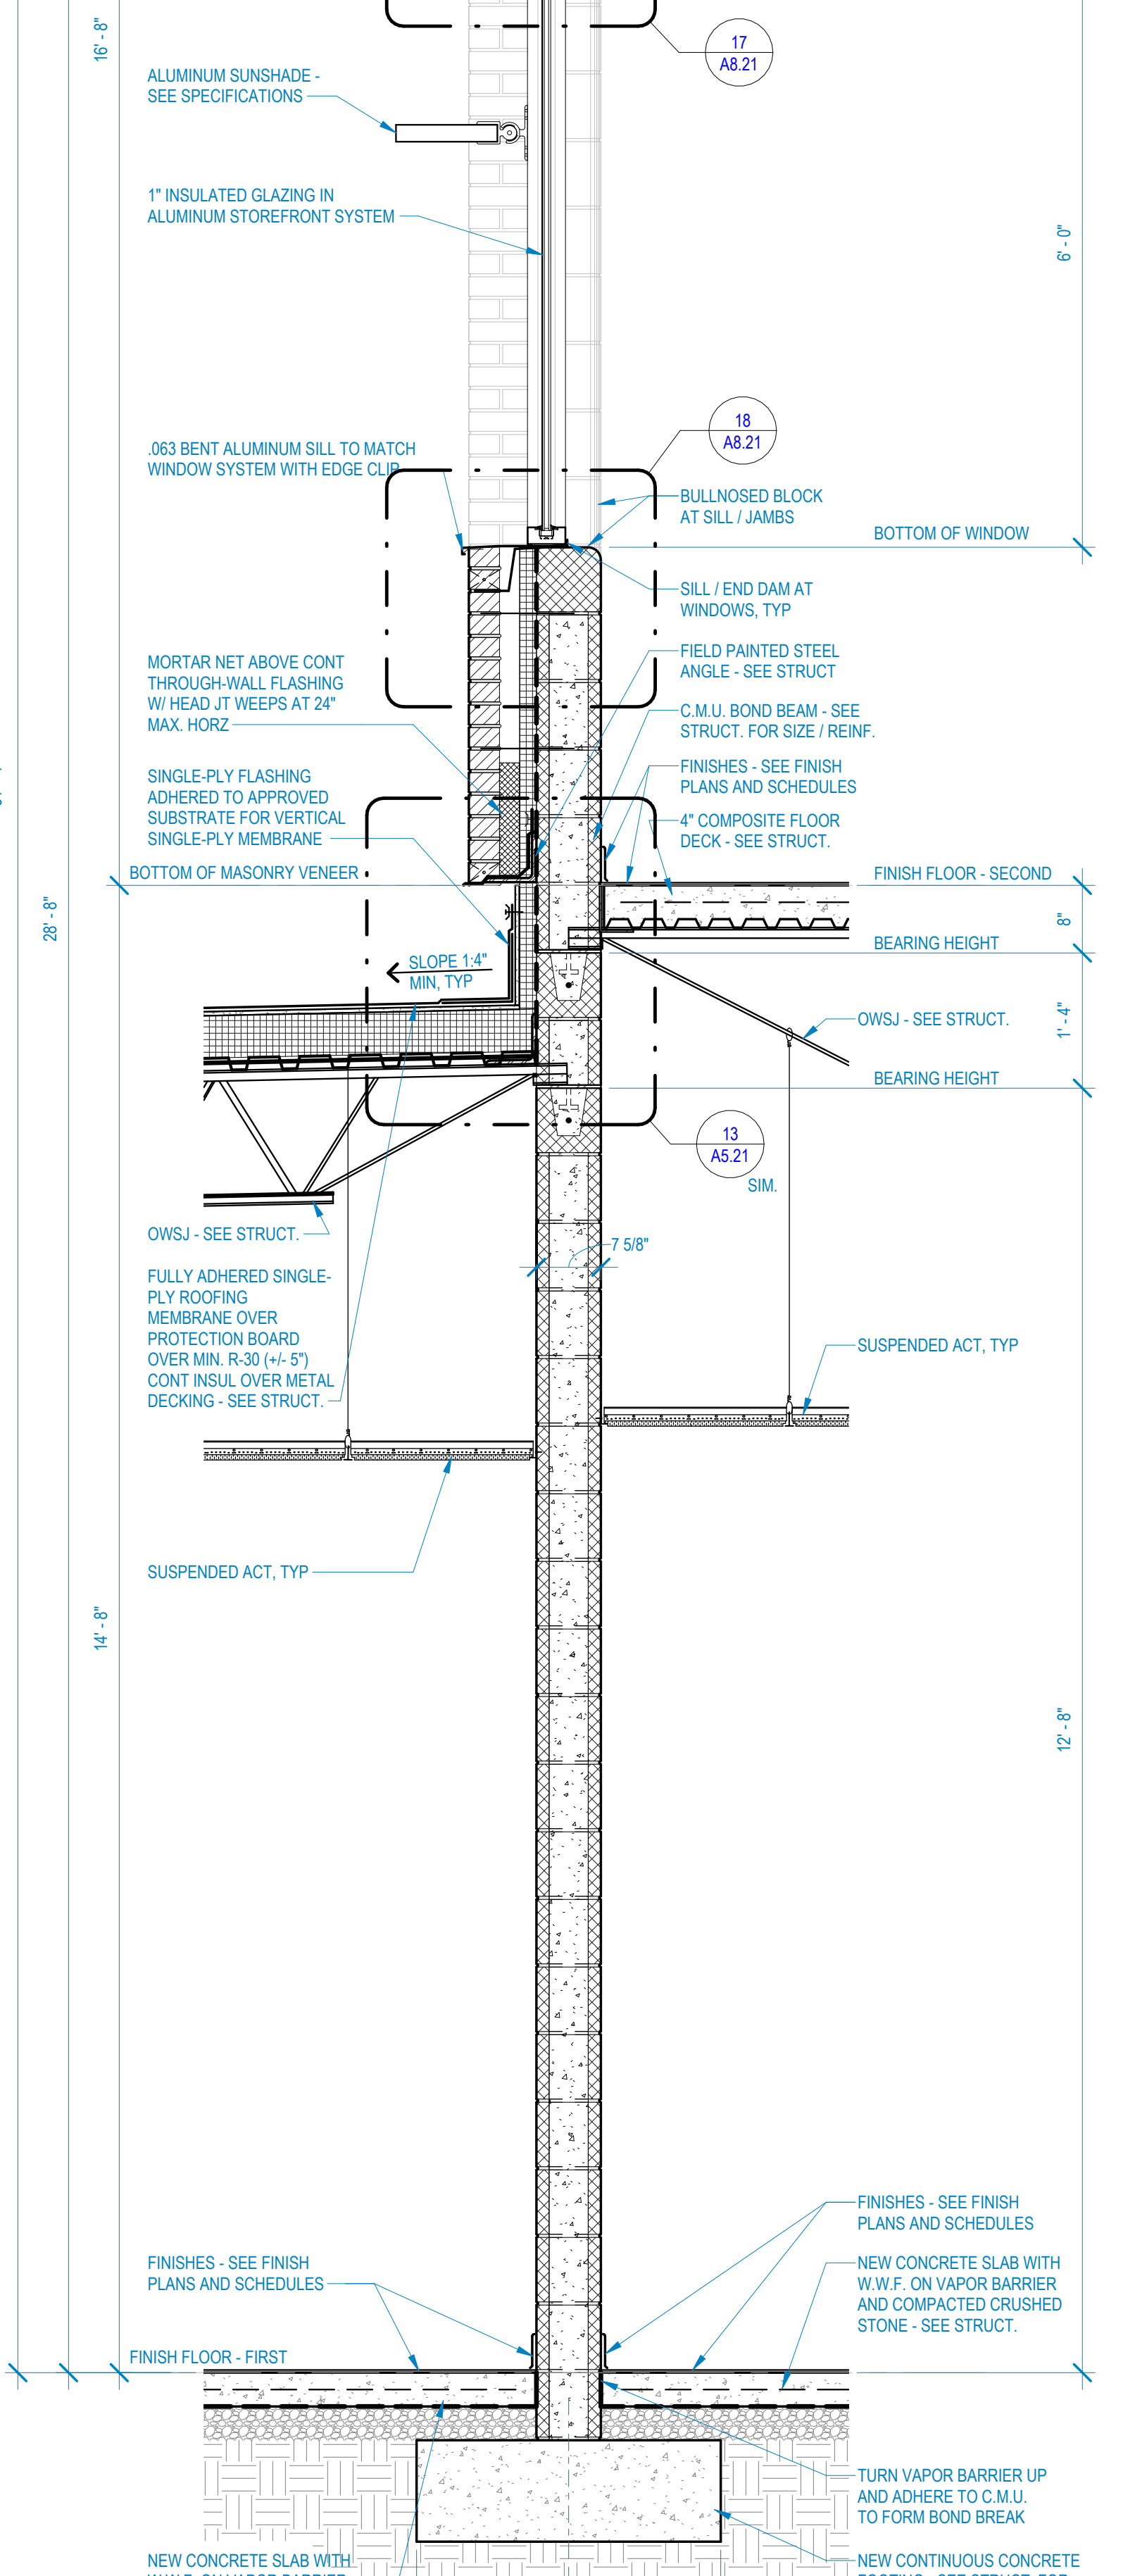 16' - 8"
17
A8.21
ALUMINUM SUNSHADE -
SEE SPECIFICATIONS
1" INSULATED GLAZING IN
ALUMINUM STOREFRONT SYSTEM
6' - 0"
18
A8.21
.063 BENT ALUMINUM SILL TO MATCH
WINDOW SYSTEM WITH EDGE CLIP
BULLNOSED BLOCK
AT SILL / JAMBS
BOTTOM OF WINDOW
SILL / END DAM AT
WINDOWS, TYP
FIELD PAINTED STEEL
ANGLE - SEE STRUCT
MORTAR NET ABOVE CONT
THROUGH-WALL FLASHING
W/ HEAD JT WEEPS AT 24"
MAX. HORZ
C.M.U. BOND BEAM - SEE
STRUCT. FOR SIZE / REINF.
FINISHES - SEE FINISH
PLANS AND SCHEDULES
SINGLE-PLY FLASHING
ADHERED TO APPROVED
SUBSTRATE FOR VERTICAL
SINGLE-PLY MEMBRANE
4" COMPOSITE FLOOR
DECK - SEE STRUCT.
BOTTOM OF MASONRY VENEER
FINISH FLOOR - SECOND
28' - 8"
8"
BEARING HEIGHT
SLOPE 1:4"
MIN, TYP
OWSJ - SEE STRUCT.
1' - 4"
BEARING HEIGHT
13
A5.21
SIM.
OWSJ - SEE STRUCT.
7 5/8"
FULLY ADHERED SINGLE-
PLY ROOFING
MEMBRANE OVER
PROTECTION BOARD
OVER MIN. R-30 (+/- 5")
CONT INSUL OVER METAL
DECKING - SEE STRUCT.
SUSPENDED ACT, TYP
SUSPENDED ACT, TYP
14' - 8"
12' - 8"
FINISHES - SEE FINISH
PLANS AND SCHEDULES
FINISHES - SEE FINISH
PLANS AND SCHEDULES
NEW CONCRETE SLAB WITH
W.W.F. ON VAPOR BARRIER
AND COMPACTED CRUSHED
STONE - SEE STRUCT.
FINISH FLOOR - FIRST
TURN VAPOR BARRIER UP
AND ADHERE TO C.M.U.
TO FORM BOND BREAK
NEW CONCRETE SLAB WITH
NEW CONTINUOUS CONCRETE